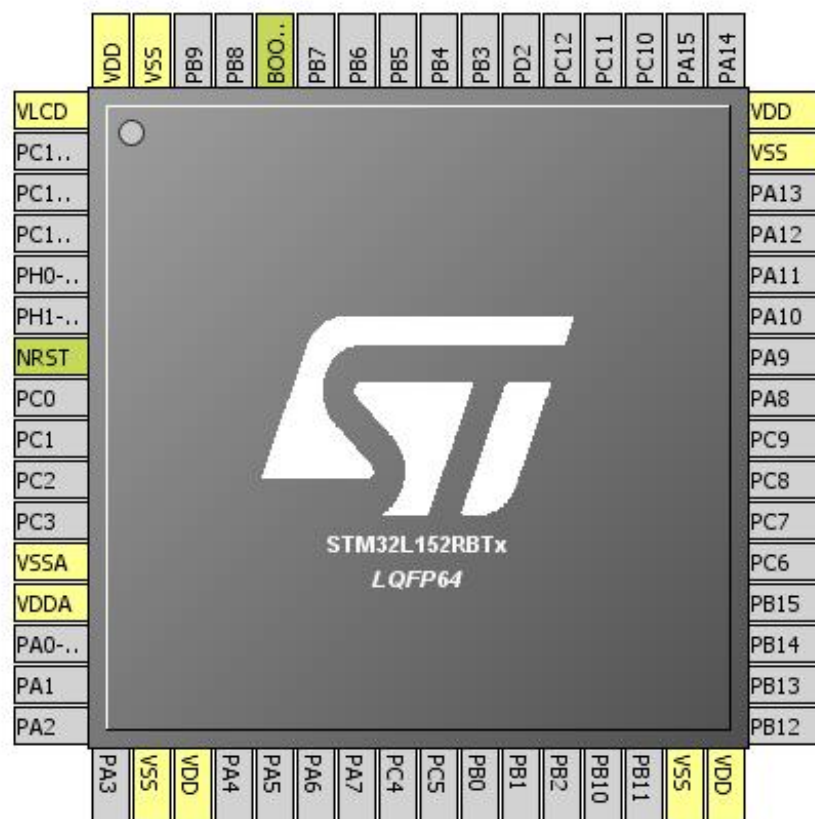 VDD
VSS
PB9
PB8
BOO..
PB7
PB6
PB5
PB4
PB3
PD2
PC12
PC11
PC10
PA15
PA14
VLCD
PC1..
PC1..
PC1..
PH0-..
PH1-..
NRST
PC0
PC1
PC2
PC3
VSSA
VDDA
PA0-..
PA1
PA2
ST
STM32L152RBTx
LQFP64
VDD
VSS
PA13
PA12
PA11
PA10
PA9
PA8
PC9
PC8
PC7
PC6
PB15
PB14
PB13
PB12
PA3
VSS
VDD
PA4
PA5
PA6
PA7
PC4
PC5
PB0
PB1
PB2
PB10
PB11
VSS
VDD